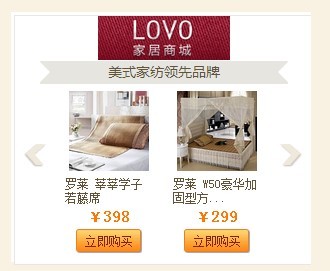 LOVO
家居商城
美式家纺领先品牌
罗莱 莘莘学子
若藤席
罗莱 W50豪华加
固型方...
¥398
¥299
立即购买
立即购买